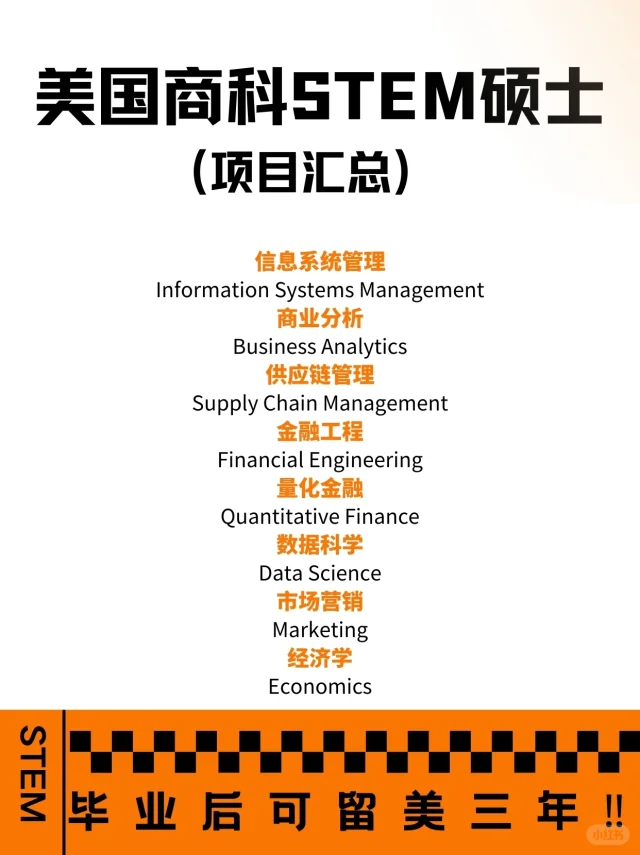 美国商科STEM硕士
（项目汇总）
信息系统管理
Information Systems Management
商业分析
Business Analytics
供应链管理
Supply Chain Management
金融工程
Financial Engineering
量化金融
Quantitative Finance
数据科学
Data Science
市场营销
Marketing
经济学
Economics
STEM
毕业后可留美三年!!
小红书